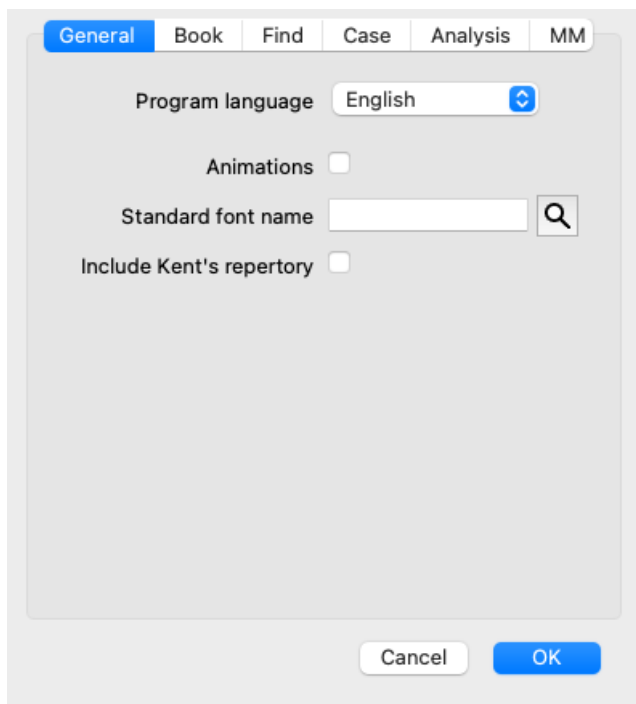 General Book Find Case Analysis MM
Program language English
Animations
Standard font name
Include Kent's repertory
Cancel OK